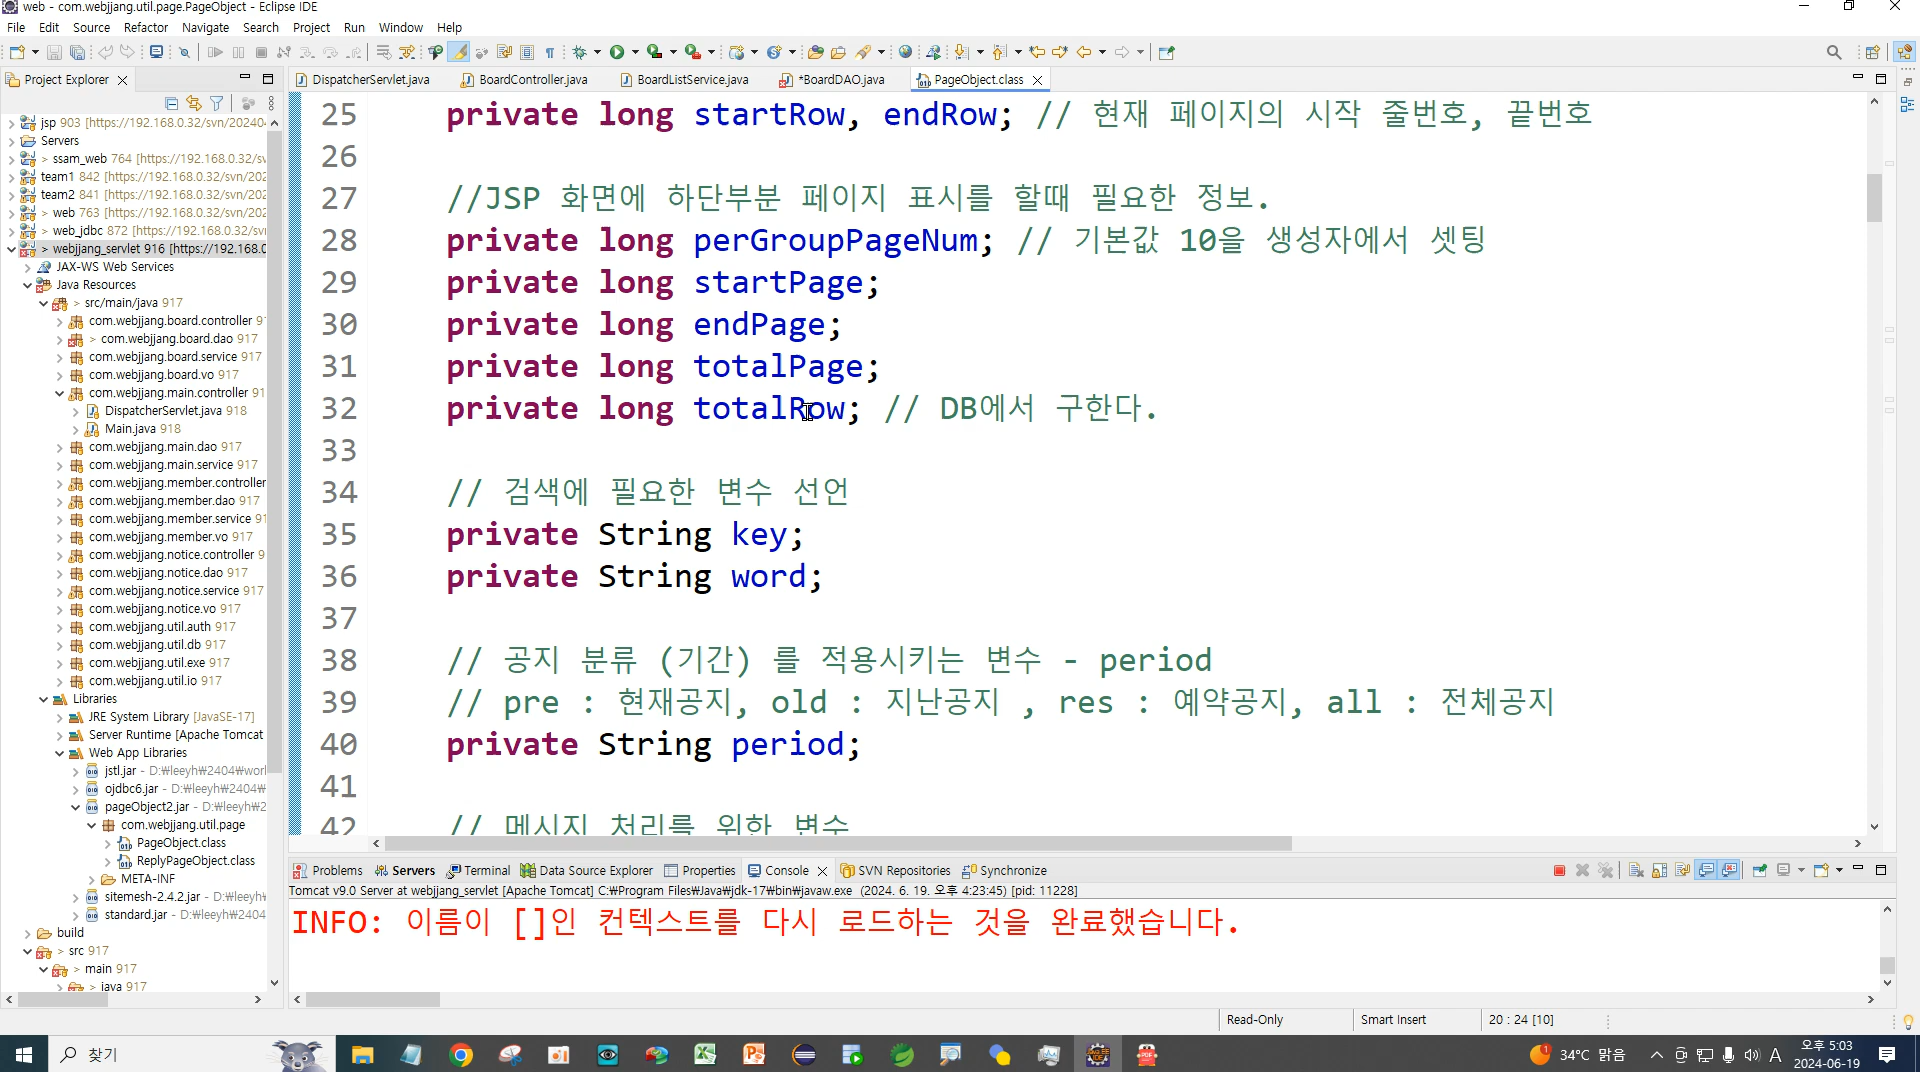 web - com.webjjang.util.page.PageObject - Eclipse IDE
File Edit Source Refactor Navigate Search Project Run Window Help
Project Explorer
DispatcherServlet.java BoardController.java BoardListService.java *BoardDAO.java PageObject.class
jsp 903 [https://192.168.0.32/svn/20240
Servers
> ssam_web 764 [https://192.168.0.32/sv
team1 842 [https://192.168.0.32/svn/202
team2 841 [https://192.168.0.32/svn/202
> web 763 [https://192.168.0.32/svn/202
> web_jdbc 872 [https://192.168.0.32/svi
> webjjang_servlet 916 [https://192.168.0
JAX-WS Web Services
Java Resources
> src/main/java 917
com.webjjang.board.controller 9
> com.webjjang.board.dao 917
com.webjjang.board.service 917
com.webjjang.board.vo 917
com.webjjang.main.controller 91
DispatcherServlet.java 918
Main.java 918
com.webjjang.main.dao 917
com.webjjang.main.service 917
com.webjjang.member.controller
com.webjjang.member.dao 917
com.webjjang.member.service 91
com.webjjang.member.vo 917
com.webjjang.notice.controller 9
com.webjjang.notice.dao 917
com.webjjang.notice.service 917
com.webjjang.notice.vo 917
com.webjjang.util.auth 917
com.webjjang.util.db 917
com.webjjang.util.exe 917
com.webjjang.util.io 917
Libraries
JRE System Library [JavaSE-17]
Server Runtime [Apache Tomcat
Web App Libraries
jstl.jar - D:₩leeyh₩2404₩worl
ojdbc6.jar - D:₩leeyh₩2404₩
pageObject2.jar - D:₩leeyh₩2
com.webjjang.util.page
PageObject.class
ReplyPageObject.class
META-INF
sitemesh-2.4.2.jar - D:₩leeyh₩
standard.jar - D:₩leeyh₩2404
build
> src 917
> main 917
> java 917
25 private long startRow, endRow; // 현재 페이지의 시작 줄번호, 끝번호
26
27 //JSP 화면에 하단부분 페이지 표시를 할때 필요한 정보.
28 private long perGroupPageNum; // 기본값 10을 생성자에서 셋팅
29 private long startPage;
30 private long endPage;
31 private long totalPage;
32 private long totalRow; // DB에서 구한다.
33
34 // 검색에 필요한 변수 선언
35 private String key;
36 private String word;
37
38 // 공지 분류 (기간) 를 적용시키는 변수 - period
39 // pre : 현재공지, old : 지난공지 , res : 예약공지, all : 전체공지
40 private String period;
41
42 // 메시지 처리를 위한 변수
Problems Servers Terminal Data Source Explorer Properties Console SVN Repositories Synchronize
Tomcat v9.0 Server at webjjang_servlet [Apache Tomcat] C:₩Program Files₩Java₩jdk-17₩bin₩javaw.exe (2024. 6. 19. 오후 4:23:45) [pid: 11228]
INFO: 이름이 []인 컨텍스트를 다시 로드하는 것을 완료했습니다.
Read-Only Smart Insert 20 : 24 [10]
찾기
1 34°C 맑음 A 오후 5:03
2024-06-19